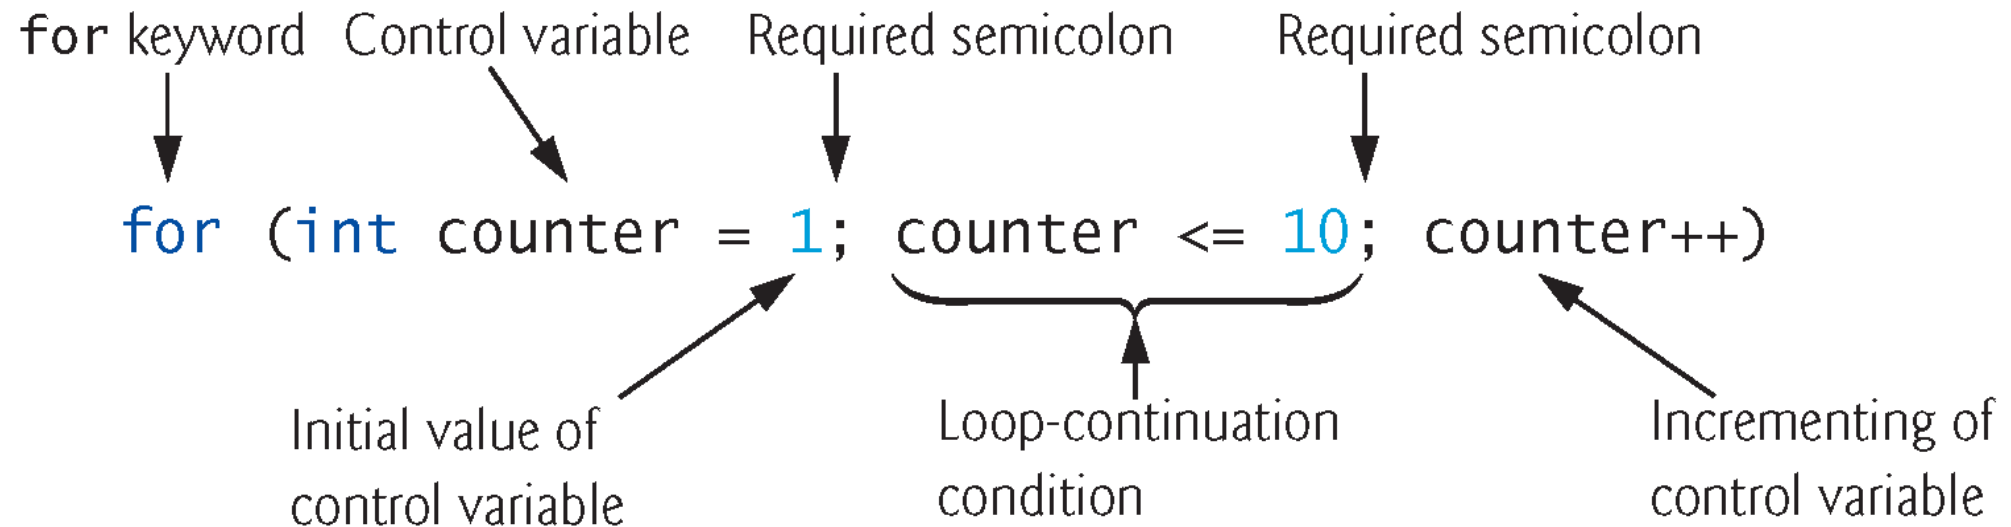 for keyword Control variable Required semicolon Required semicolon
for (int counter = 1; counter <= 10; counter++)
Initial value of
control variable
Loop-continuation
condition
Incrementing of
control variable